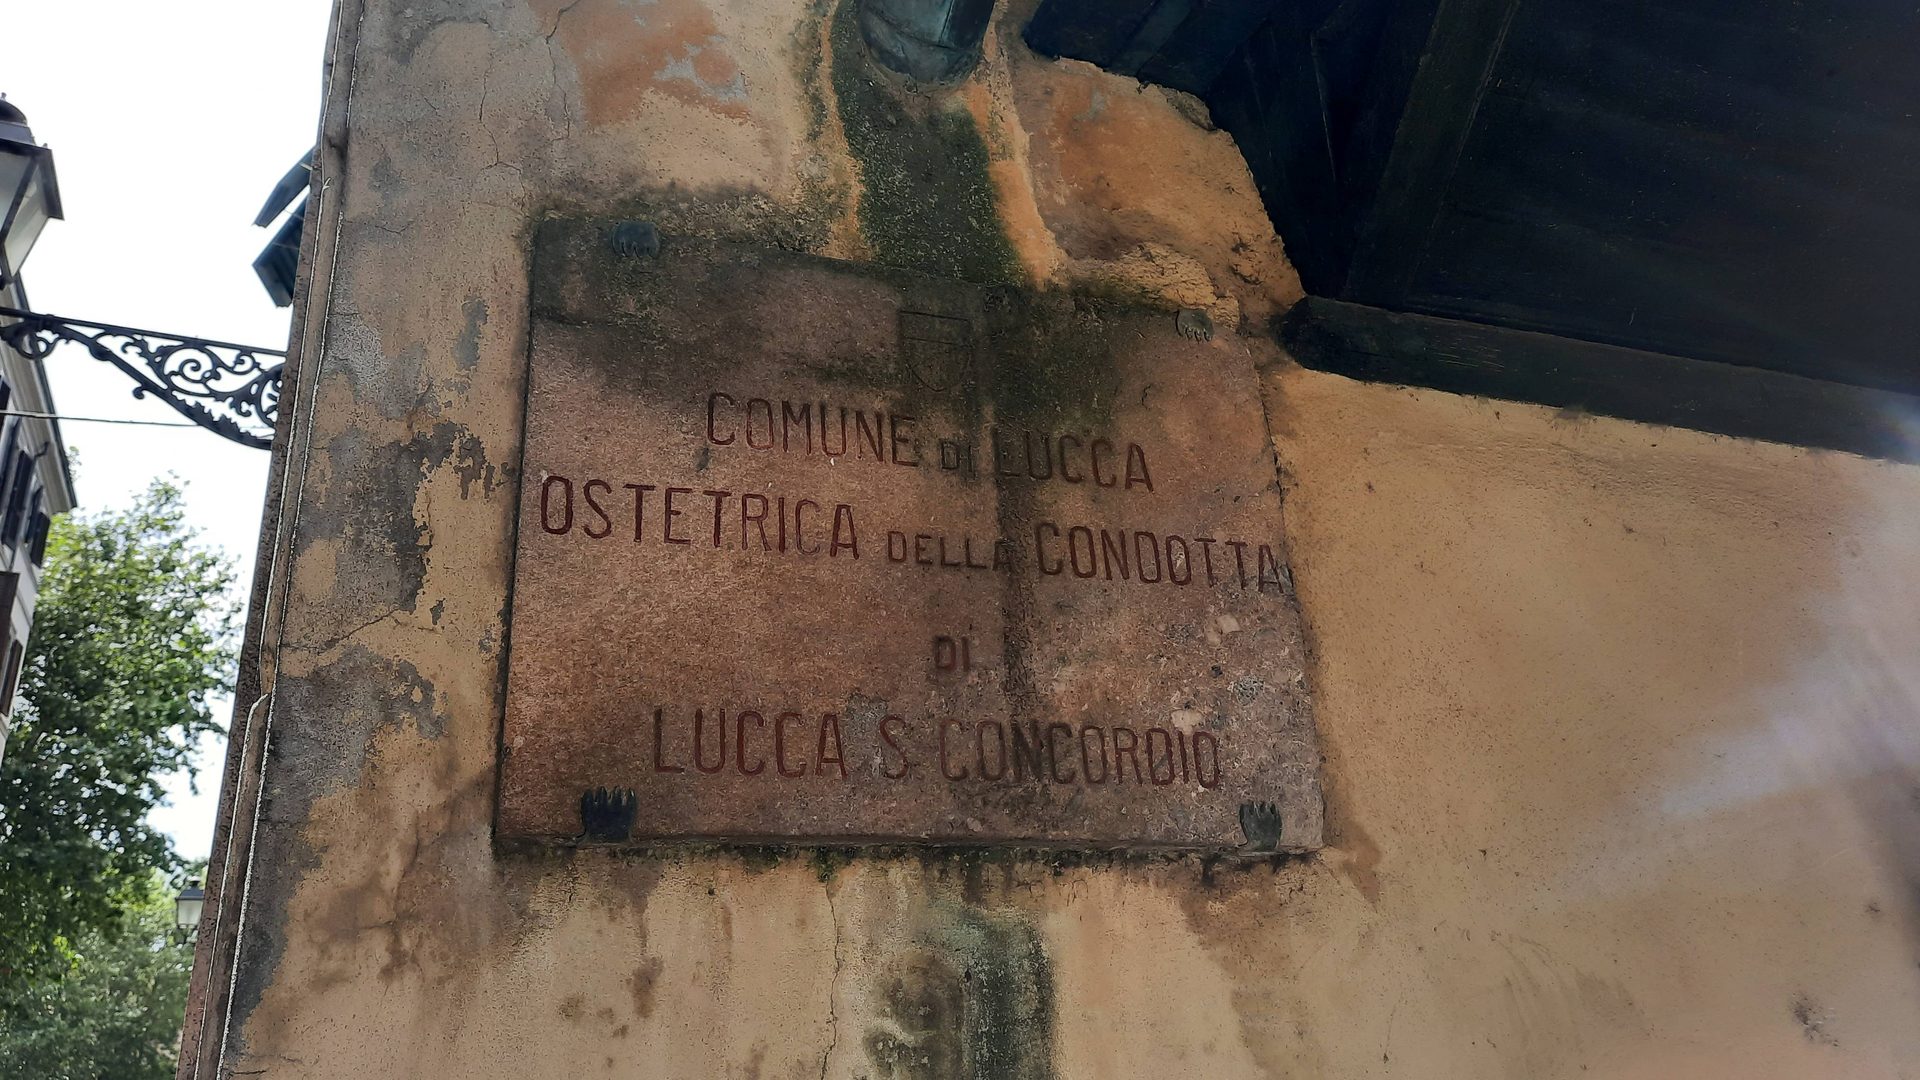 COMUNE DI LUCCA
OSTETRICA DELLA CONDOTTA
DI
LUCCA S CONCORDIO